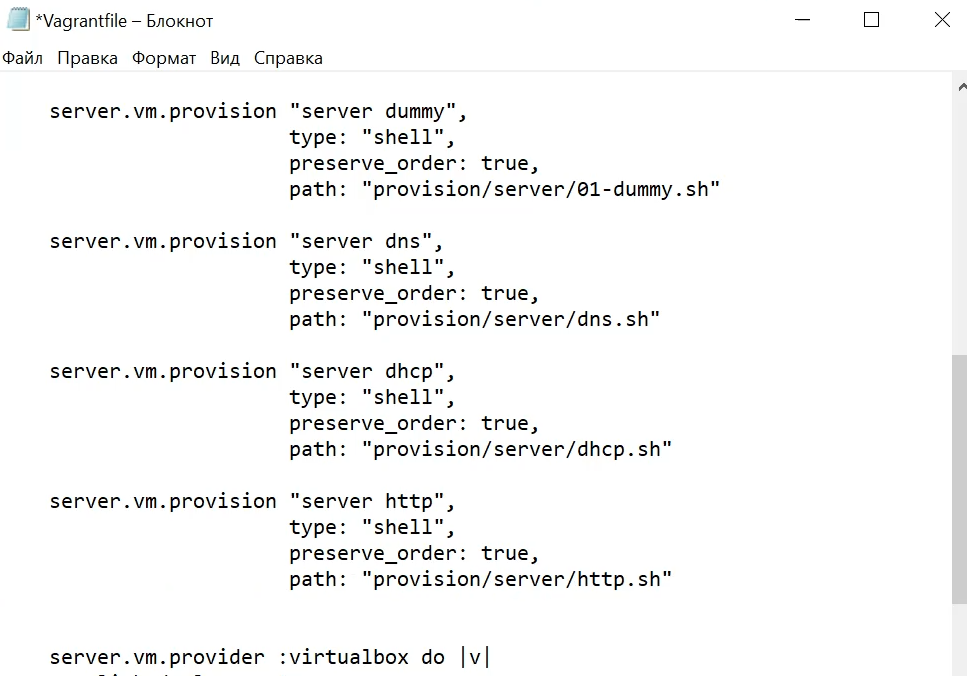 *Vagrantfile – Блокнот
Файл Правка Формат Вид Справка
server.vm.provision "server dummy",
type: "shell",
preserve_order: true,
path: "provision/server/01-dummy.sh"
server.vm.provision "server dns",
type: "shell",
preserve_order: true,
path: "provision/server/dns.sh"
server.vm.provision "server dhcp",
type: "shell",
preserve_order: true,
path: "provision/server/dhcp.sh"
server.vm.provision "server http",
type: "shell",
preserve_order: true,
path: "provision/server/http.sh"
server.vm.provider :virtualbox do |v|